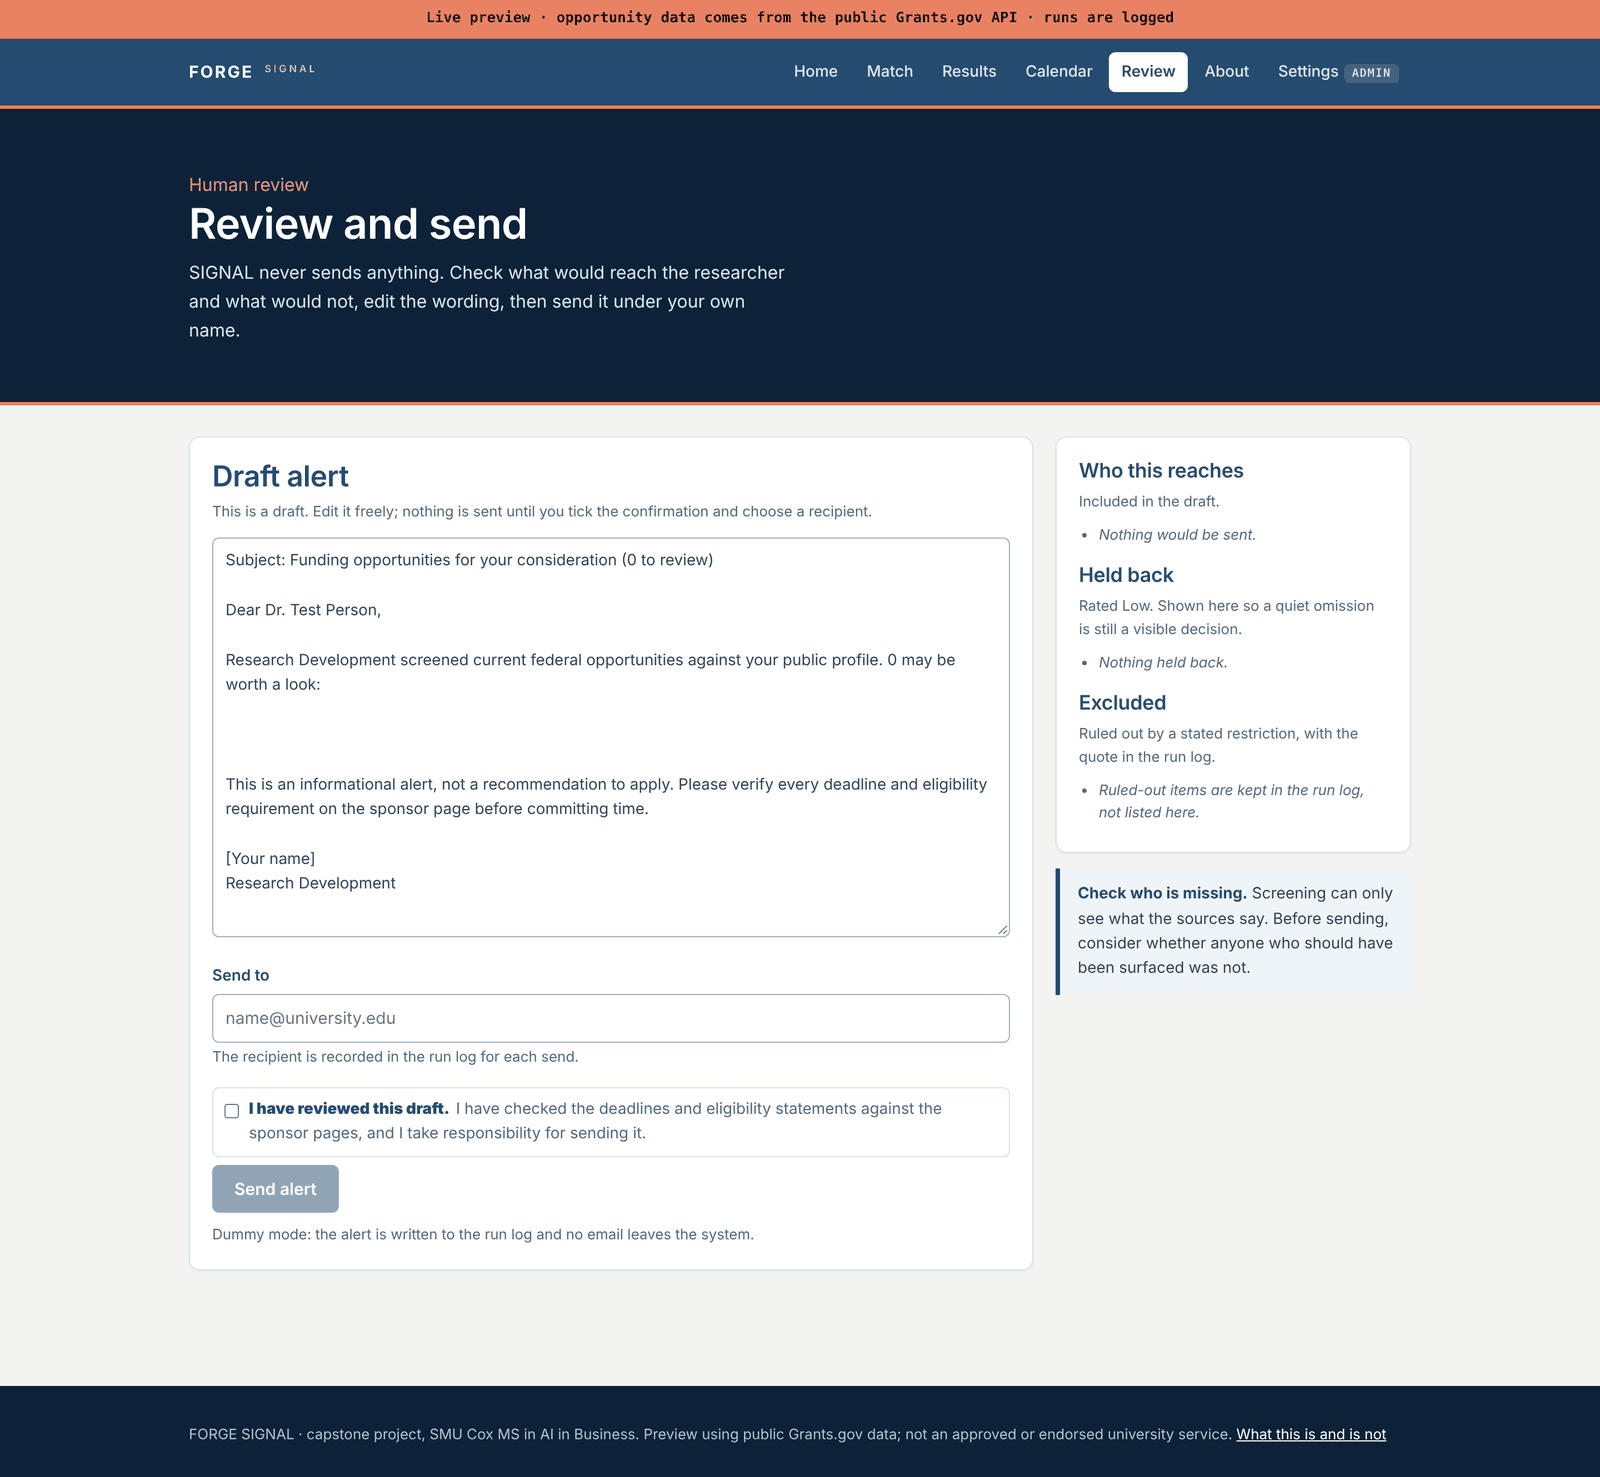 Live preview · opportunity data comes from the public Grants.gov API · runs are logged
FORGE SIGNAL
Home Match Results Calendar Review About Settings ADMIN
Human review
Review and send
SIGNAL never sends anything. Check what would reach the researcher
and what would not, edit the wording, then send it under your own
name.
Draft alert
This is a draft. Edit it freely; nothing is sent until you tick the confirmation and choose a recipient.
Subject: Funding opportunities for your consideration (0 to review)
Dear Dr. Test Person,
Research Development screened current federal opportunities against your public profile. 0 may be
worth a look:
This is an informational alert, not a recommendation to apply. Please verify every deadline and eligibility
requirement on the sponsor page before committing time.
[Your name]
Research Development
Send to
name@university.edu
The recipient is recorded in the run log for each send.
I have reviewed this draft. I have checked the deadlines and eligibility statements against the
sponsor pages, and I take responsibility for sending it.
Send alert
Dummy mode: the alert is written to the run log and no email leaves the system.
Who this reaches
Included in the draft.
• Nothing would be sent.
Held back
Rated Low. Shown here so a quiet omission
is still a visible decision.
• Nothing held back.
Excluded
Ruled out by a stated restriction, with the
quote in the run log.
• Ruled-out items are kept in the run log,
not listed here.
Check who is missing. Screening can only
see what the sources say. Before sending,
consider whether anyone who should have
been surfaced was not.
FORGE SIGNAL · capstone project, SMU Cox MS in AI in Business. Preview using public Grants.gov data; not an approved or endorsed university service. What this is and is not